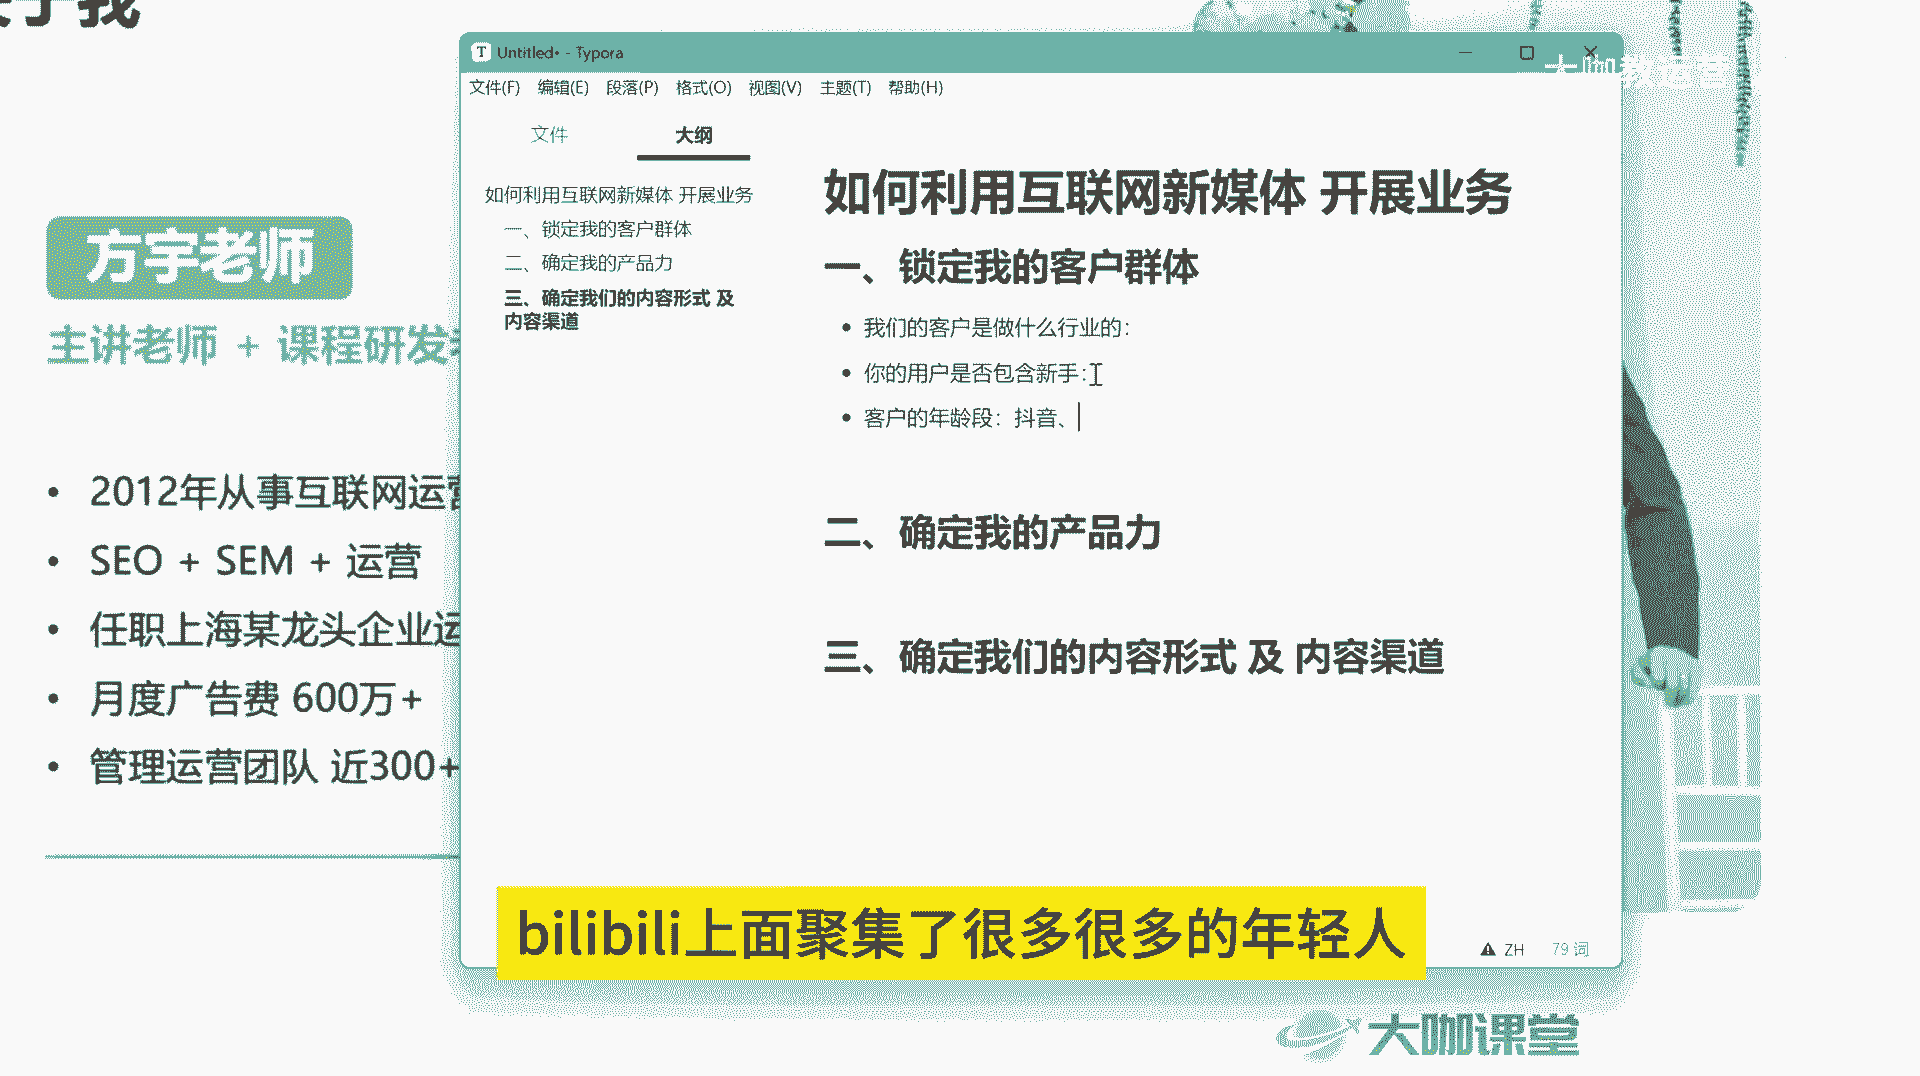 Untitled• - Typora
大咖教运营
文件(F) 编辑(E) 段落(P) 格式(O) 视图(V) 主题(T) 帮助(H)
文件 大纲
如何利用互联网新媒体 开展业务
一、锁定我的客户群体
二、确定我的产品力
三、确定我们的内容形式 及
内容渠道
如何利用互联网新媒体 开展业务
一、锁定我的客户群体
• 我们的客户是做什么行业的:
• 你的用户是否包含新手:
• 客户的年龄段：抖音、
二、确定我的产品力
三、确定我们的内容形式 及 内容渠道
方宇老师
主讲老师 + 课程研发
• 2012年从事互联网运营
• SEO + SEM + 运营
• 任职上海某龙头企业运
• 月度广告费 600万+
• 管理运营团队 近300+
bilibili上面聚集了很多很多的年轻人
ZH 79 词
大咖课堂